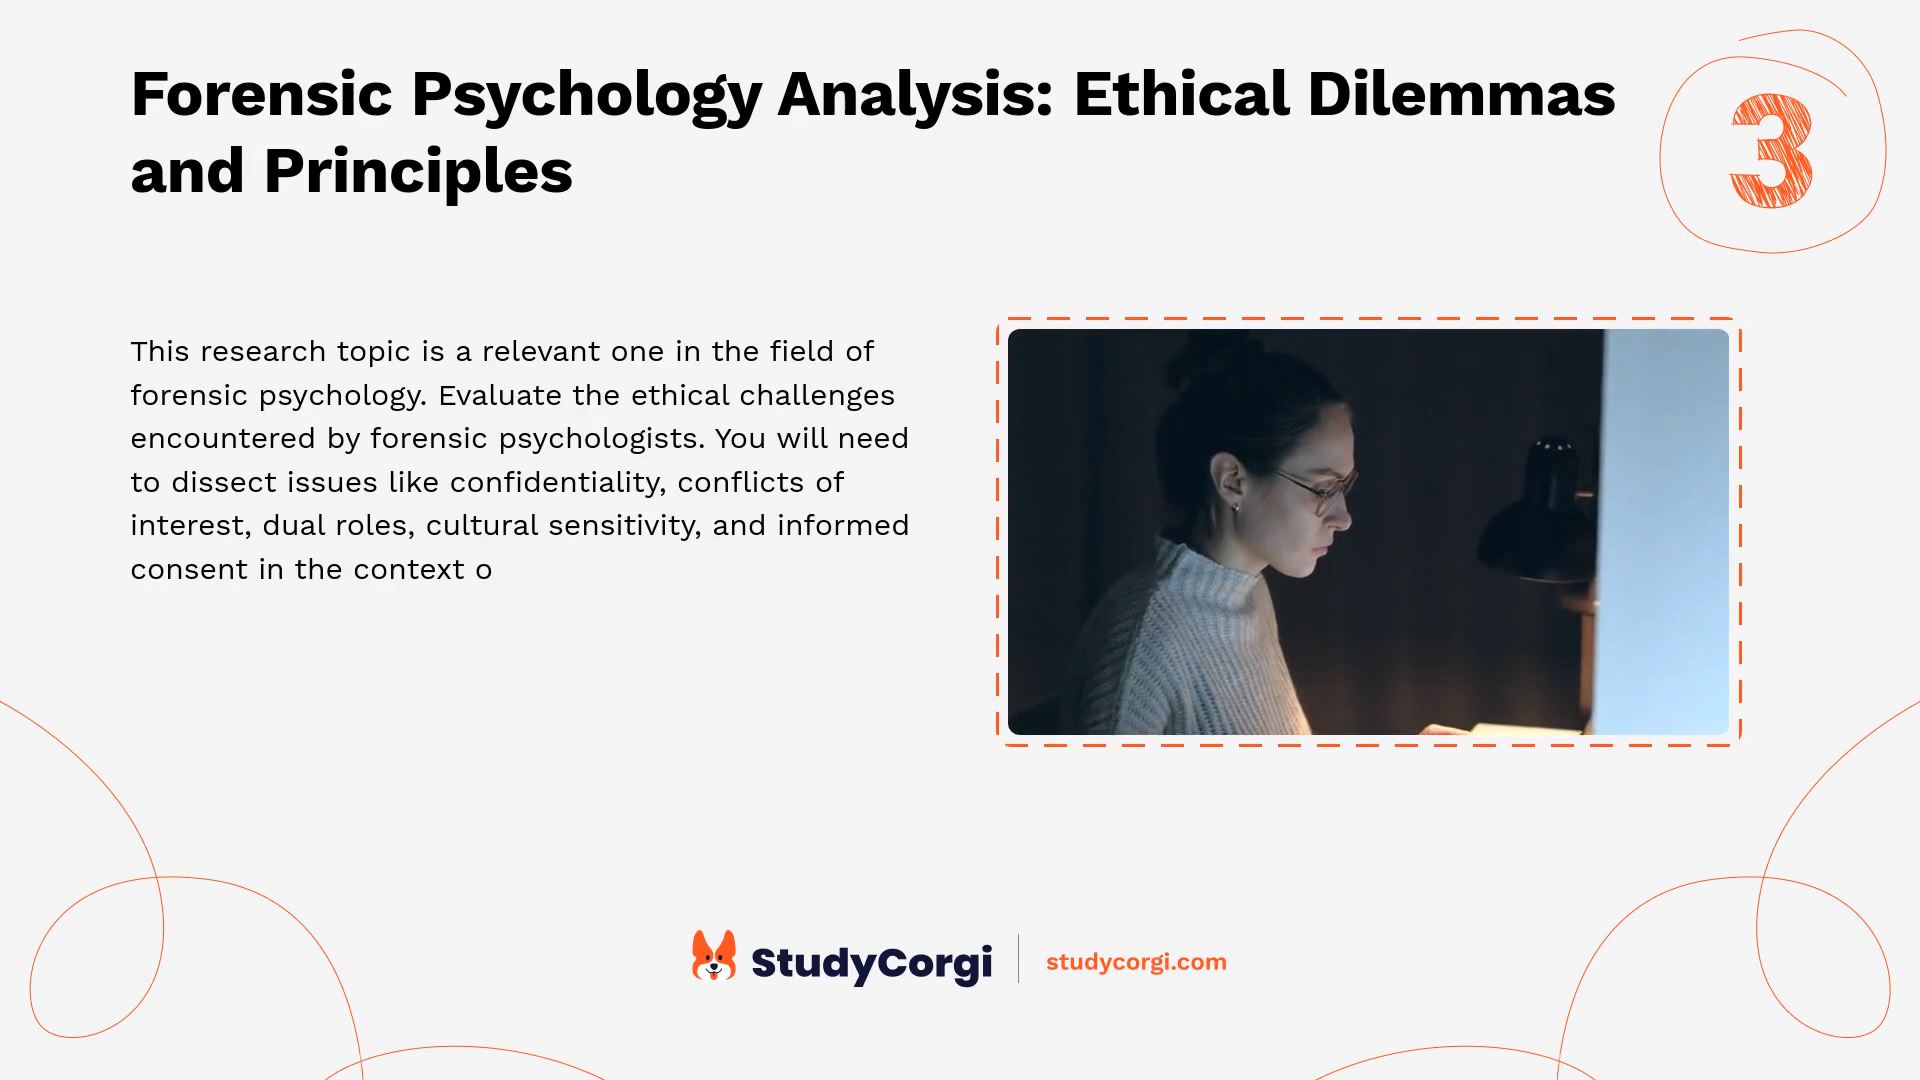 Forensic Psychology Analysis: Ethical Dilemmas
and Principles
3
This research topic is a relevant one in the field of
forensic psychology. Evaluate the ethical challenges
encountered by forensic psychologists. You will need
to dissect issues like confidentiality, conflicts of
interest, dual roles, cultural sensitivity, and informed
consent in the context o
StudyCorgi
studycorgi.com